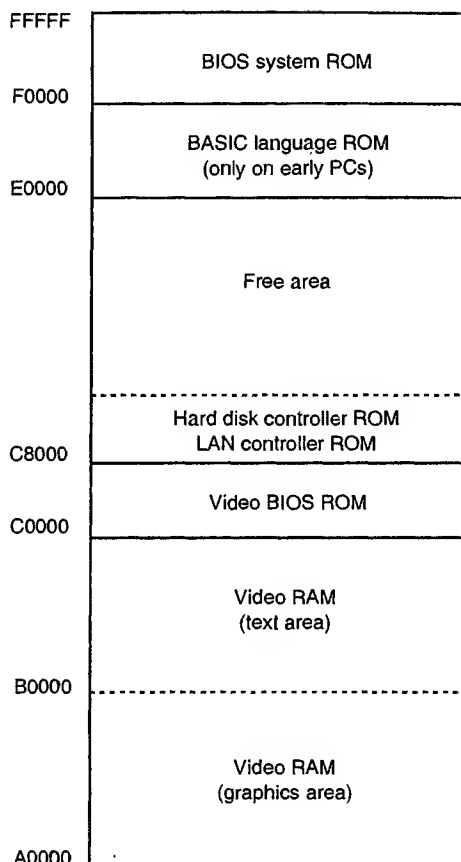 FFFFF
BIOS system ROM
F0000
BASIC language ROM
(only on early PCs)
E0000
Free area
Hard disk controller ROM
LAN controller ROM
C8000
Video BIOS ROM
C0000
Video RAM
(text area)
B0000
Video RAM
(graphics area)
A0000